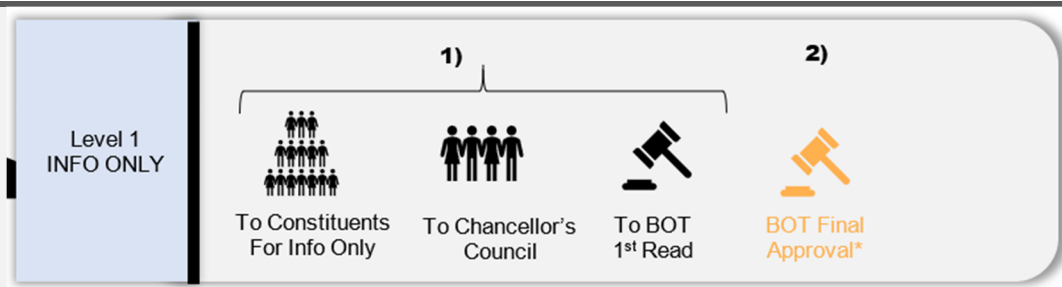 1)
2)
Level 1
INFO ONLY
To Constituents
For Info Only
To Chancellor's
Council
To BOT
1st Read
BOT Final
Approval*